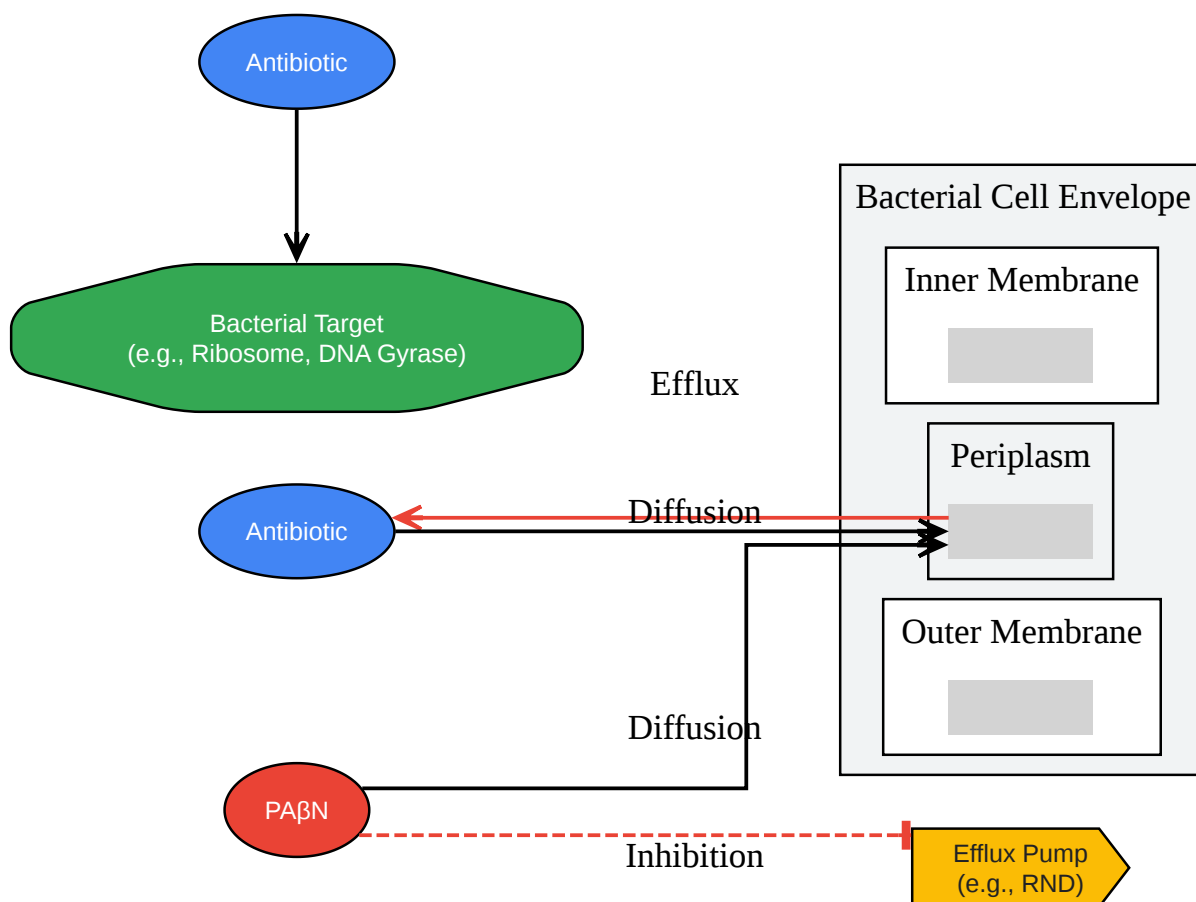 Antibiotic
Bacterial Cell Envelope
Inner Membrane
Bacterial Target
(e.g., Ribosome, DNA Gyrase)
Efflux
Periplasm
Diffusion
Antibiotic
Outer Membrane
Diffusion
PAβN
Inhibition
Efflux Pump
(e.g., RND)